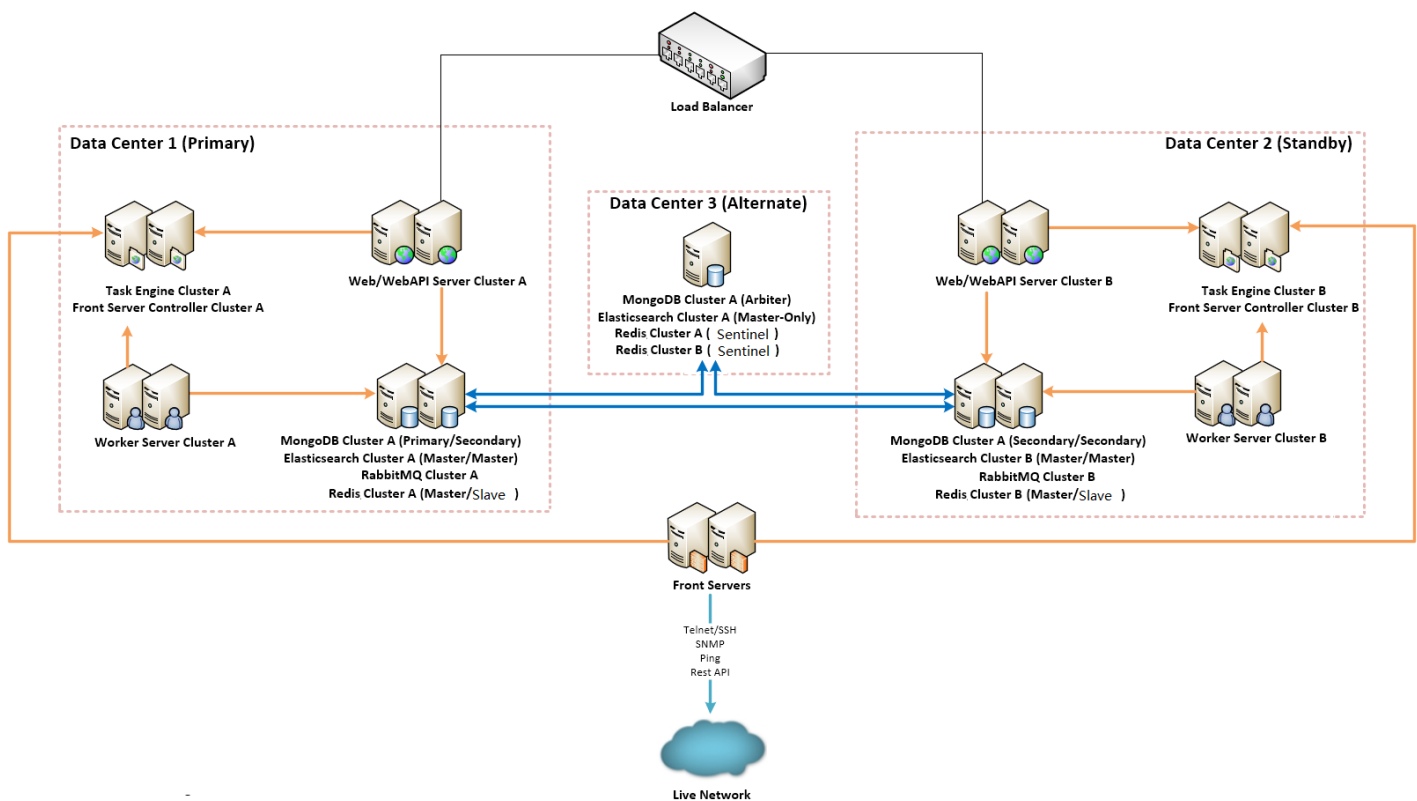 Load Balancer
Data Center 1 (Primary)
Data Center 2 (Standby)
Data Center 3 (Alternate)
Task Engine Cluster A
Front Server Controller Cluster A
Web/WebAPI Server Cluster A
MongoDB Cluster A (Arbiter)
Elasticsearch Cluster A (Master-Only)
Redis Cluster A ( Sentinel )
Redis Cluster B ( Sentinel )
Web/WebAPI Server Cluster B
Task Engine Cluster B
Front Server Controller Cluster B
Worker Server Cluster A
MongoDB Cluster A (Primary/Secondary)
Elasticsearch Cluster A (Master/Master)
RabbitMQ Cluster A
Redis Cluster A (Master/Slave )
MongoDB Cluster A (Secondary/Secondary)
Elasticsearch Cluster B (Master/Master)
RabbitMQ Cluster B
Redis Cluster B (Master/Slave )
Worker Server Cluster B
Front Servers
Telnet/SSH
SNMP
Ping
Rest API
Live Network